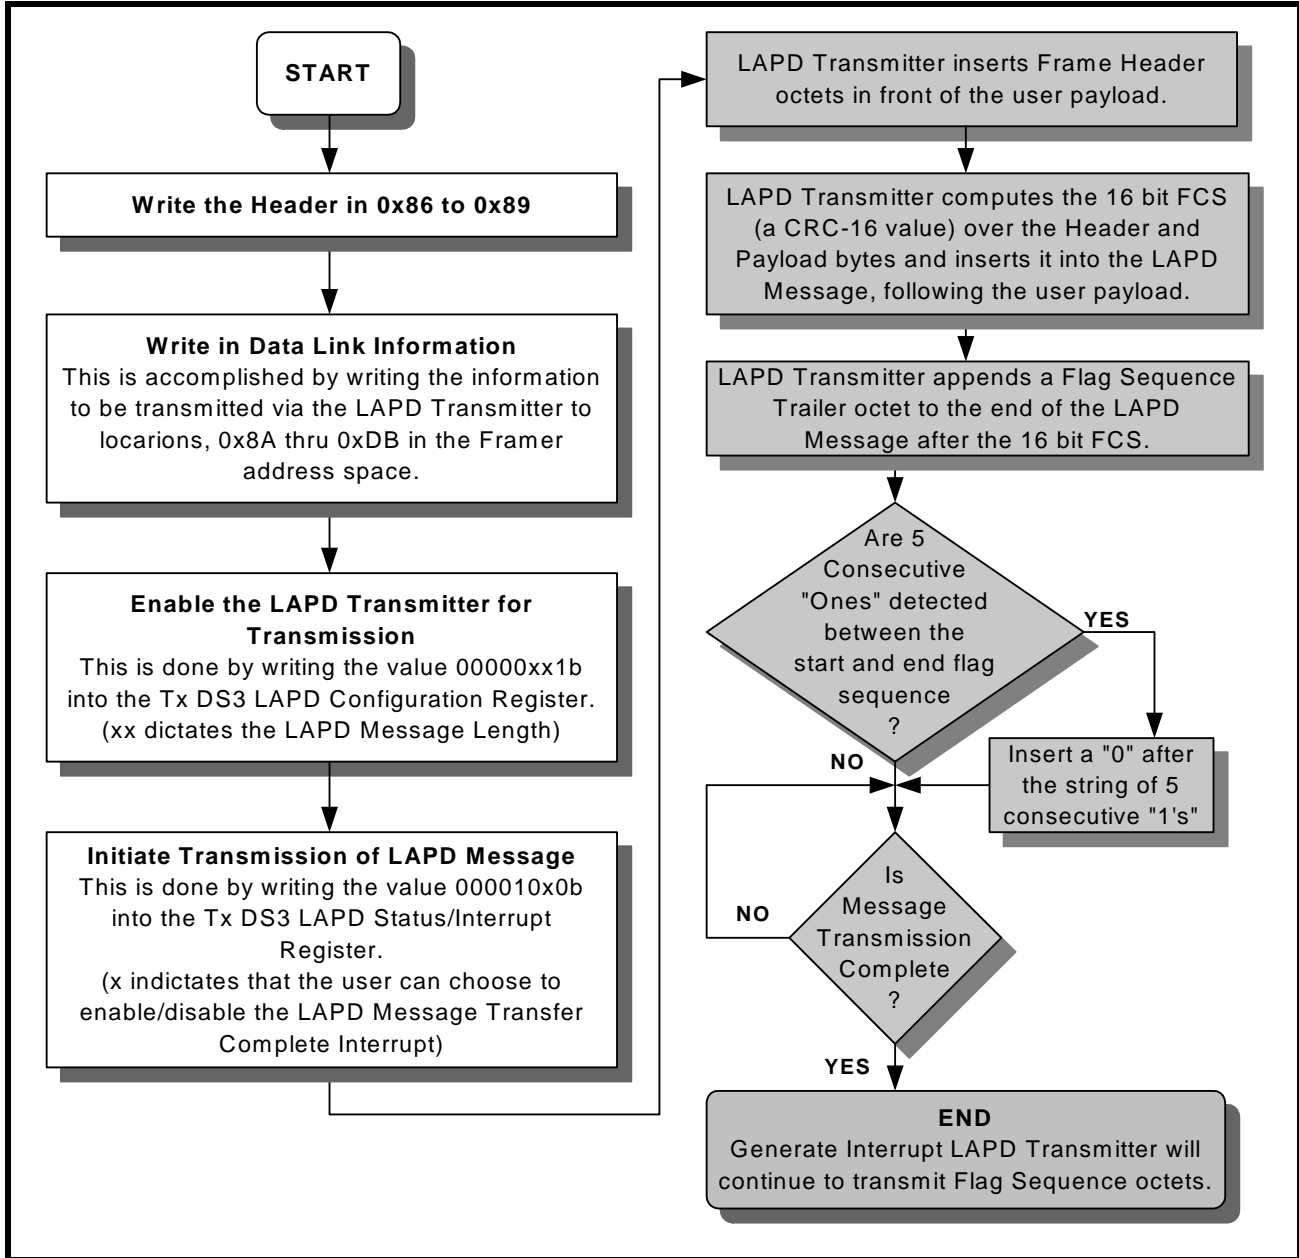 START
Write the Header in 0x86 to 0x89
Write in Data Link Information
This is accomplished by writing the information
to be transmitted via the LAPD Transmitter to
locarions, 0x8A thru 0xDB in the Framer
address space.
Enable the LAPD Transmitter for
Transmission
This is done by writing the value 00000xx1b
into the Tx DS3 LAPD Configuration Register.
(xx dictates the LAPD Message Length)
Initiate Transmission of LAPD Message
This is done by writing the value 000010x0b
into the Tx DS3 LAPD Status/Interrupt
Register.
(x indictates that the user can choose to
enable/disable the LAPD Message Transfer
Complete Interrupt)
LAPD Transmitter inserts Frame Header
octets in front of the user payload.
LAPD Transmitter computes the 16 bit FCS
(a CRC-16 value) over the Header and
Payload bytes and inserts it into the LAPD
Message, following the user payload.
LAPD Transmitter appends a Flag Sequence
Trailer octet to the end of the LAPD
Message after the 16 bit FCS.
Are 5
Consecutive
"Ones" detected
between the
start and end flag
sequence
?
YES
NO
Insert a "0" after
the string of 5
consecutive "1's"
Is
Message
Transmission
Complete
?
NO
YES
END
Generate Interrupt LAPD Transmitter will
continue to transmit Flag Sequence octets.